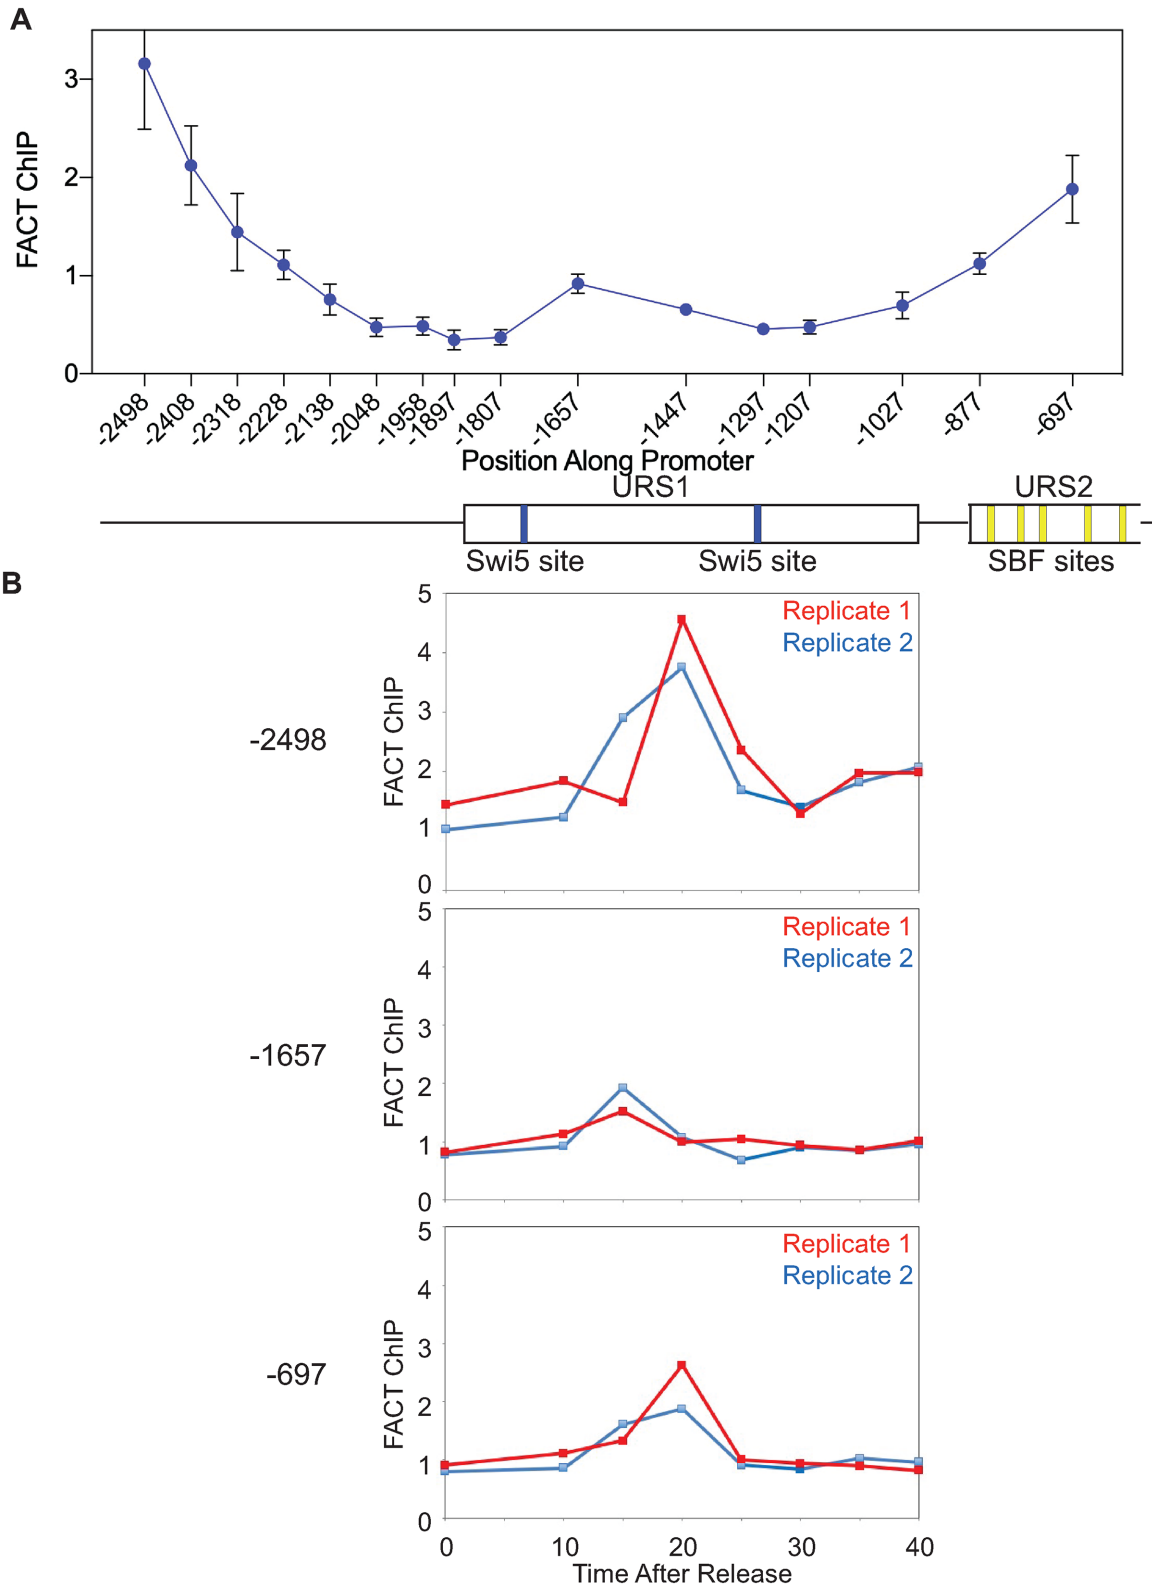 A
FACT ChIP
3
2
1
0
-2498
-2408
-2318
-2228
-2138
-2048
-1958
-1897
-1807
-1657
-1447
-1297
-1207
-1027
-877
-697
Position Along Promoter
URS1
URS2
Swi5 site
Swi5 site
SBF sites
B
-2498
FACT ChIP
5
4
3
2
1
0
Replicate 1
Replicate 2
-1657
FACT ChIP
5
4
3
2
1
0
Replicate 1
Replicate 2
-697
FACT ChIP
5
4
3
2
1
0
Replicate 1
Replicate 2
0
10
20
30
40
Time After Release